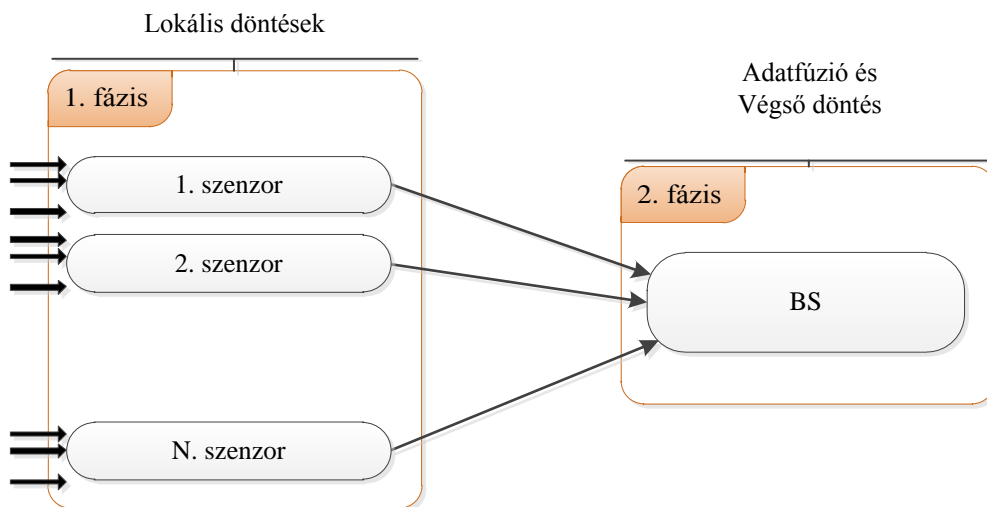 Lokális döntések
1. fázis
1. szenzor
2. szenzor
N. szenzor
Adatfúzió és
Végső döntés
2. fázis
BS